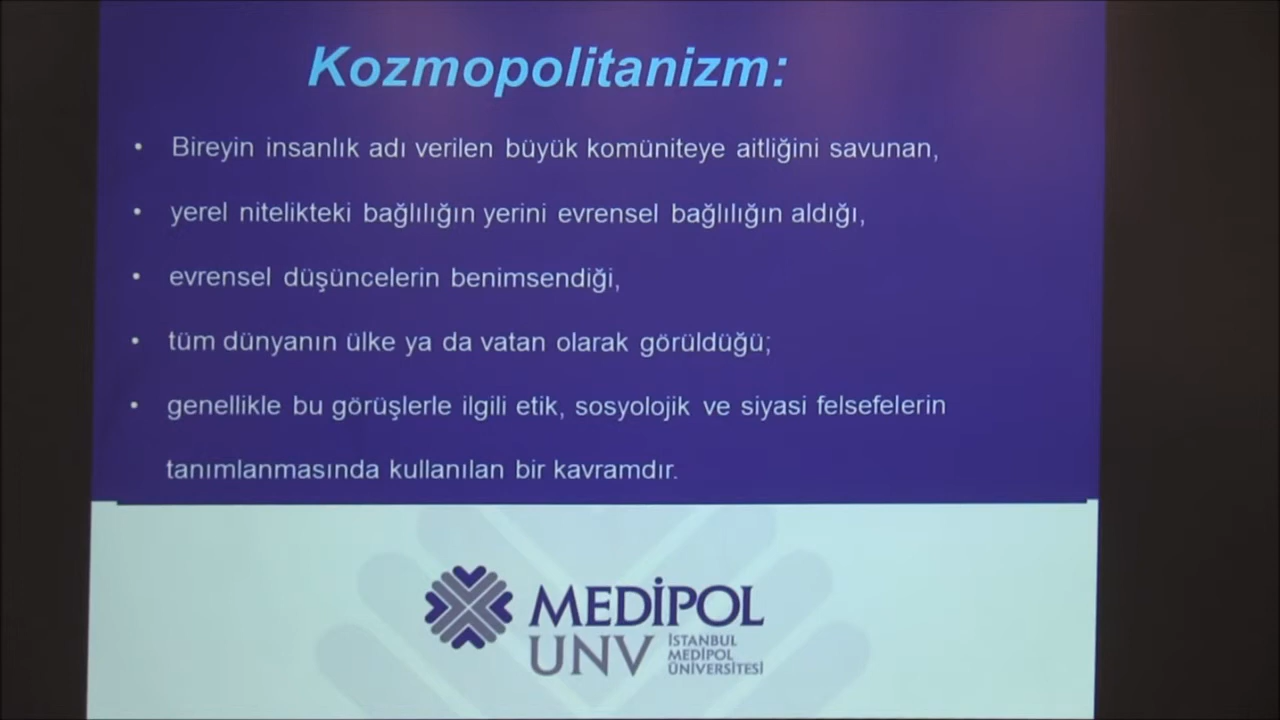 Kozmopolitanizm:
• Bireyin insanlık adı verilen büyük komüniteye aitliğini savunan,
• yerel nitelikteki bağlılığın yerini evrensel bağlılığın aldığı,
• evrensel düşüncelerin benimsendiği,
• tüm dünyanın ülke ya da vatan olarak görüldüğü;
• genellikle bu görüşlerle ilgili etik, sosyolojik ve siyasi felsefelerin
tanımlanmasında kullanılan bir kavramdır.
MEDİPOL
UNV
İSTANBUL
MEDİPOL
ÜNİVERSİTESİ